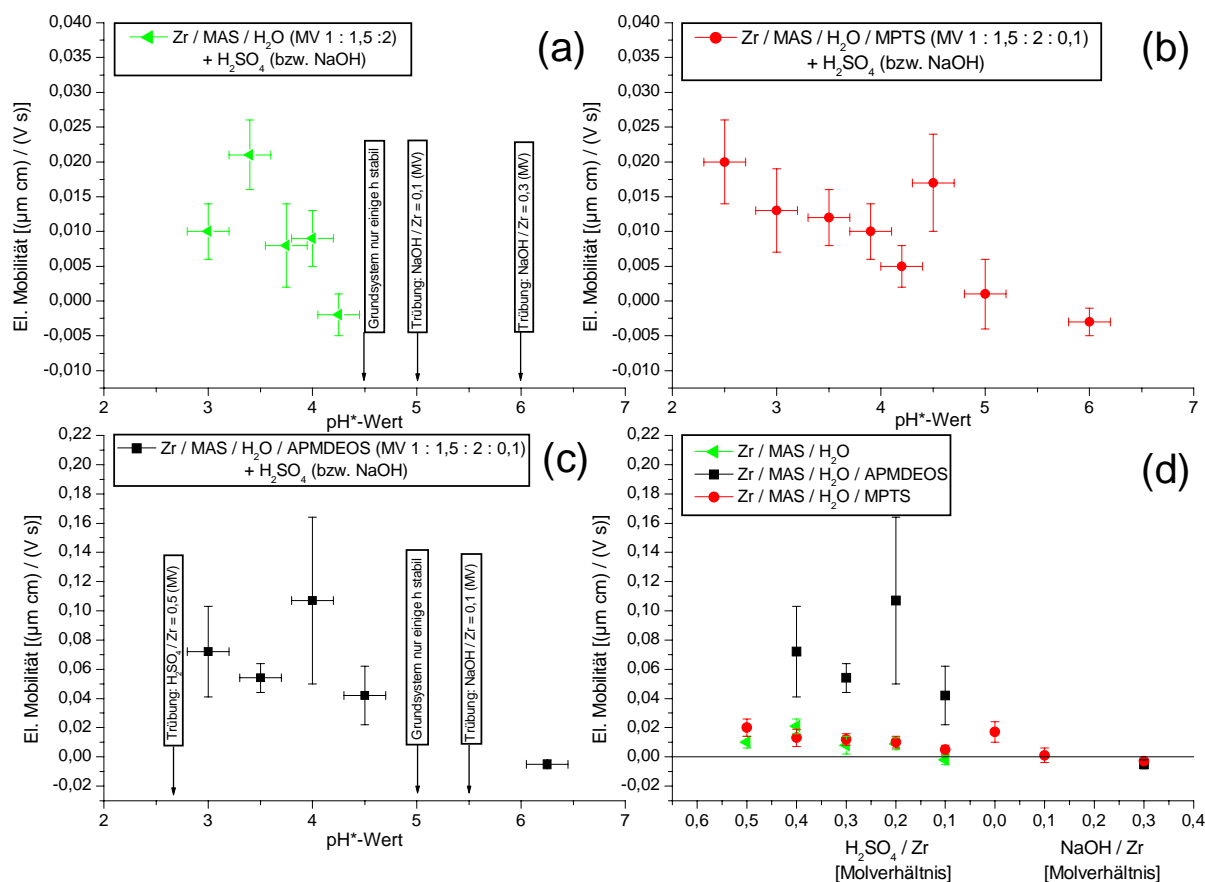 0,040
0,035
0,030
0,025
0,020
0,015
0,010
0,005
0,000
-0,005
-0,010
El. Mobilität [(µm cm) / (V s)]
Zr / MAS / H₂O (MV 1 : 1,5 :2)
+ H₂SO₄ (bzw. NaOH)
(a)
Grundsystem nur einige h stabil
Trübung: NaOH / Zr = 0,1 (MV)
Trübung: NaOH / Zr = 0,3 (MV)
2 3 4 5 6 7
pH*-Wert
0,040
0,035
0,030
0,025
0,020
0,015
0,010
0,005
0,000
-0,005
-0,010
El. Mobilität [(µm cm) / (V s)]
Zr / MAS / H₂O / MPTS (MV 1 : 1,5 : 2 : 0,1)
+ H₂SO₄ (bzw. NaOH)
(b)
2 3 4 5 6 7
pH*-Wert
0,22
0,20
0,18
0,16
0,14
0,12
0,10
0,08
0,06
0,04
0,02
0,00
-0,02
El. Mobilität [(µm cm) / (V s)]
Zr / MAS / H₂O / APMDEOS (MV 1 : 1,5 : 2 : 0,1)
+ H₂SO₄ (bzw. NaOH)
(c)
Trübung: H₂SO₄ / Zr = 0,5 (MV)
Grundsystem nur einige h stabil
Trübung: NaOH / Zr = 0,1 (MV)
2 3 4 5 6 7
pH*-Wert
0,22
0,20
0,18
0,16
0,14
0,12
0,10
0,08
0,06
0,04
0,02
0,00
-0,02
El. Mobilität [(µm cm) / (V s)]
Zr / MAS / H₂O
Zr / MAS / H₂O / APMDEOS
Zr / MAS / H₂O / MPTS
(d)
0,6 0,5 0,4 0,3 0,2 0,1 0,0 0,1 0,2 0,3 0,4
H₂SO₄ / Zr
[Molverhältnis]
NaOH / Zr
[Molverhältnis]